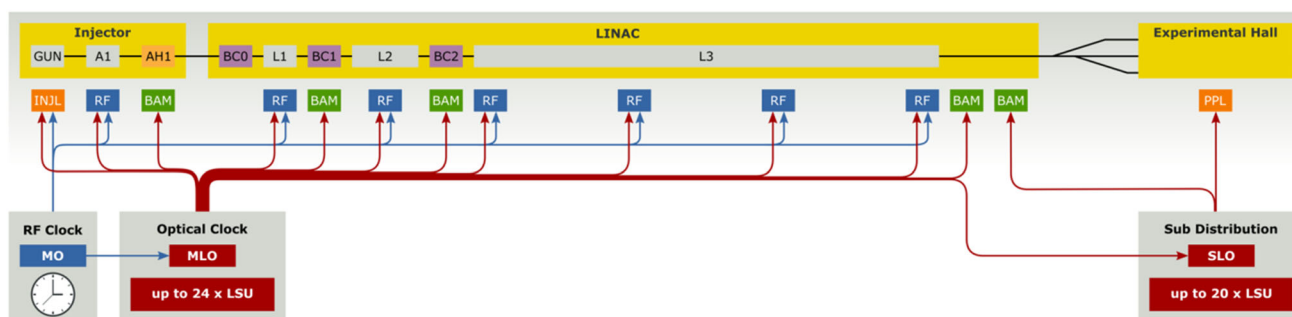 Injector
LINAC
Experimental Hall
GUN
A1
AH1
BC0
L1
BC1
L2
BC2
L3
INJL
RF
BAM
RF
BAM
RF
BAM
RF
RF
RF
RF
BAM
BAM
PPL
RF Clock
Optical Clock
Sub Distribution
MO
MLO
SLO
up to 24 x LSU
up to 20 x LSU